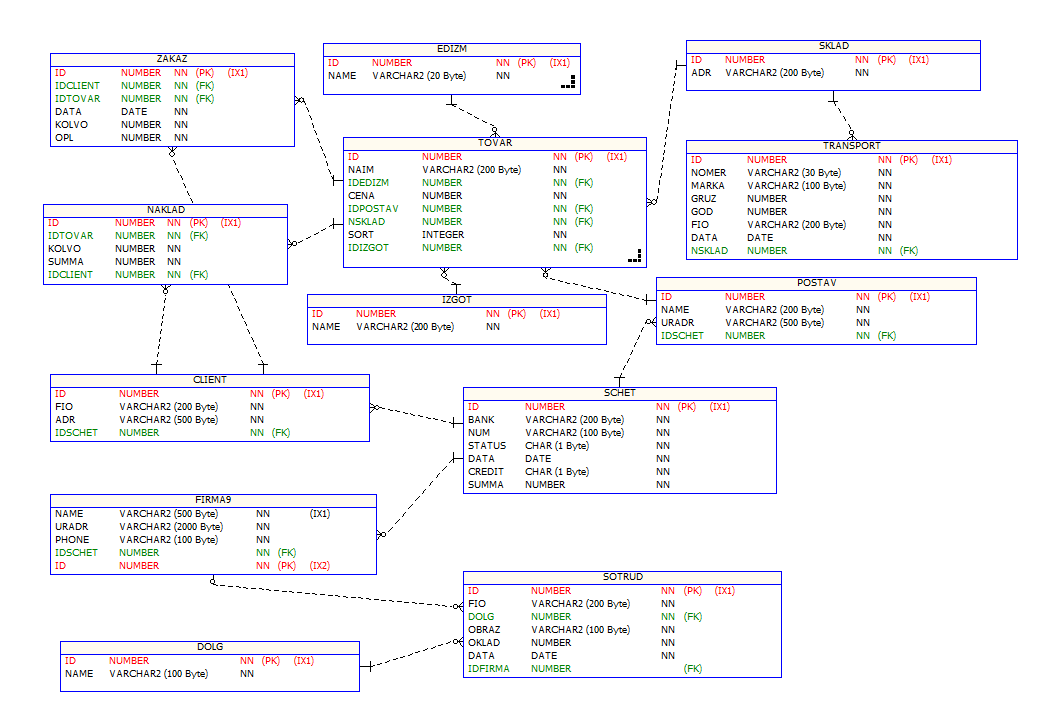 ZAKAZ
ID NUMBER NN (PK) (IX1)
IDCLIENT NUMBER NN (FK)
IDTOVAR NUMBER NN (FK)
DATA DATE NN
KOLVO NUMBER NN
OPL NUMBER NN
EDIZM
ID NUMBER NN (PK) (IX1)
NAME VARCHAR2 (20 Byte) NN
SKLAD
ID NUMBER NN (PK) (IX1)
ADR VARCHAR2 (200 Byte) NN
TOVAR
ID NUMBER NN (PK) (IX1)
NAIM VARCHAR2 (200 Byte) NN
IDEDIZM NUMBER NN (FK)
CENA NUMBER NN
IDPOSTAV NUMBER NN (FK)
NSKLAD NUMBER NN (FK)
SORT INTEGER NN
IDIZGOT NUMBER NN (FK)
TRANSPORT
ID NUMBER NN (PK) (IX1)
NOMER VARCHAR2 (30 Byte) NN
MARKA VARCHAR2 (100 Byte) NN
GRUZ NUMBER NN
GOD NUMBER NN
FIO VARCHAR2 (200 Byte) NN
DATA DATE NN
NSKLAD NUMBER NN (FK)
NAKLAD
ID NUMBER NN (PK) (IX1)
IDTOVAR NUMBER NN (FK)
KOLVO NUMBER NN
SUMMA NUMBER NN
IDCLIENT NUMBER NN (FK)
IZGOT
ID NUMBER NN (PK) (IX1)
NAME VARCHAR2 (200 Byte) NN
POSTAV
ID NUMBER NN (PK) (IX1)
NAME VARCHAR2 (200 Byte) NN
URADR VARCHAR2 (500 Byte) NN
IDSCHET NUMBER NN (FK)
CLIENT
ID NUMBER NN (PK) (IX1)
FIO VARCHAR2 (200 Byte) NN
ADR VARCHAR2 (500 Byte) NN
IDSCHET NUMBER NN (FK)
SCHET
ID NUMBER NN (PK) (IX1)
BANK VARCHAR2 (200 Byte) NN
NUM VARCHAR2 (100 Byte) NN
STATUS CHAR (1 Byte) NN
DATA DATE NN
CREDIT CHAR (1 Byte) NN
SUMMA NUMBER NN
FIRMA9
NAME VARCHAR2 (500 Byte) NN (IX1)
URADR VARCHAR2 (2000 Byte) NN
PHONE VARCHAR2 (100 Byte) NN
IDSCHET NUMBER NN (FK)
ID NUMBER NN (PK) (IX2)
SOTRUD
ID NUMBER NN (PK) (IX1)
FIO VARCHAR2 (200 Byte) NN
DOLG NUMBER NN (FK)
OBRAZ VARCHAR2 (100 Byte) NN
OKLAD NUMBER NN
DATA DATE NN
IDFIRMA NUMBER (FK)
DOLG
ID NUMBER NN (PK) (IX1)
NAME VARCHAR2 (100 Byte) NN